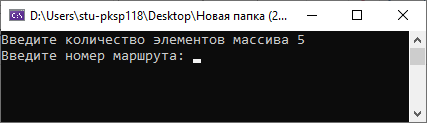 D:\Users\stu-pksp118\Desktop\Новая папка (2...
Введите количество элементов массива 5
Введите номер маршрута: